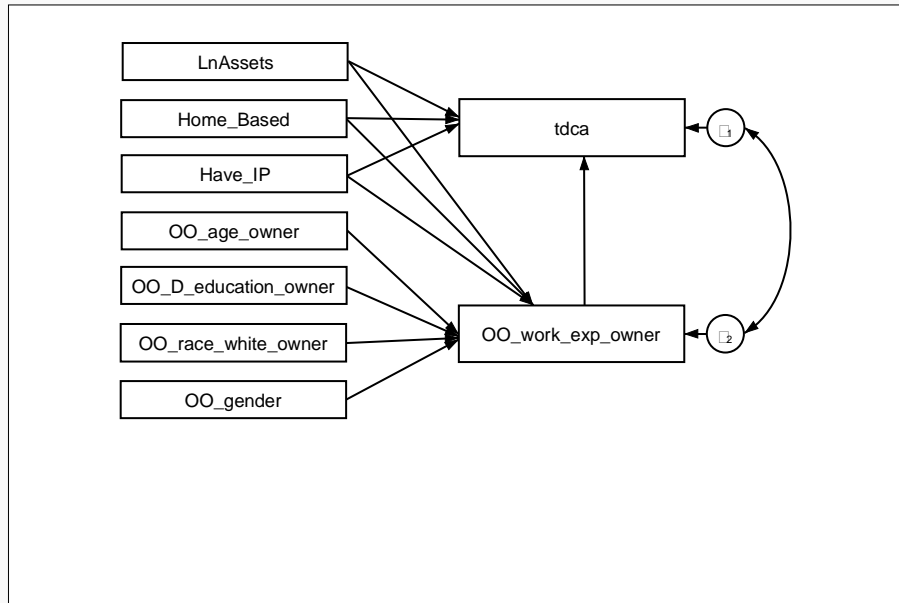 LnAssets
Home_Based
Have_IP
OO_age_owner
OO_D_education_owner
OO_race_white_owner
OO_gender
tdca
1
OO_work_exp_owner
2